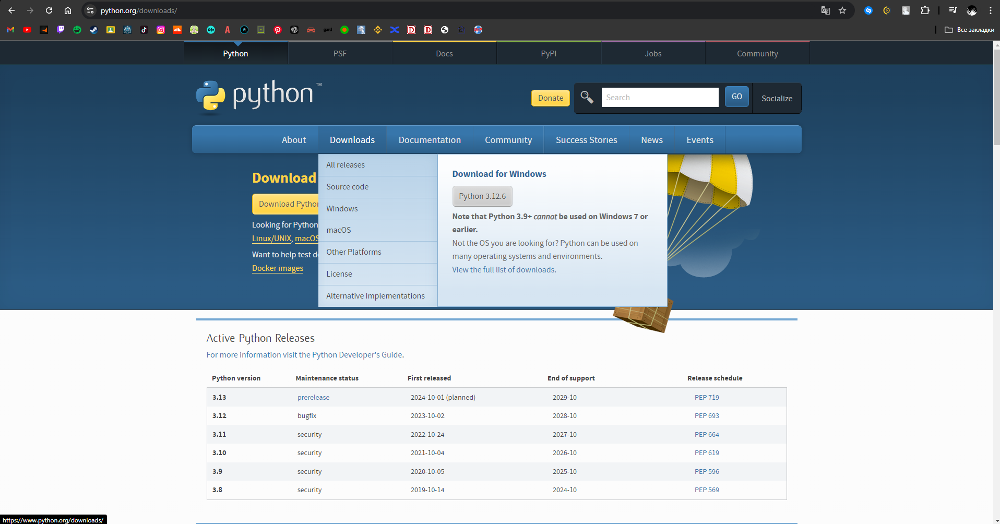 python.org/downloads/
gard
Все закладки
Python
PSF
Docs
PyPI
Jobs
Community
python™
Donate
Search
GO
Socialize
About
Downloads
Documentation
Community
Success Stories
News
Events
All releases
Source code
Windows
macOS
Other Platforms
License
Alternative Implementations
Download for Windows
Python 3.12.6
Note that Python 3.9+ cannot be used on Windows 7 or
earlier.
Not the OS you are looking for? Python can be used on
many operating systems and environments.
View the full list of downloads.
Download
Download Python
Looking for Python
Linux/UNIX, macOS
Want to help test d
Docker images
Active Python Releases
For more information visit the Python Developer's Guide.
Python version Maintenance status First released End of support Release schedule
3.13 prerelease 2024-10-01 (planned) 2029-10 PEP 719
3.12 bugfix 2023-10-02 2028-10 PEP 693
3.11 security 2022-10-24 2027-10 PEP 664
3.10 security 2021-10-04 2026-10 PEP 619
3.9 security 2020-10-05 2025-10 PEP 596
3.8 security 2019-10-14 2024-10 PEP 569
https://www.python.org/downloads/